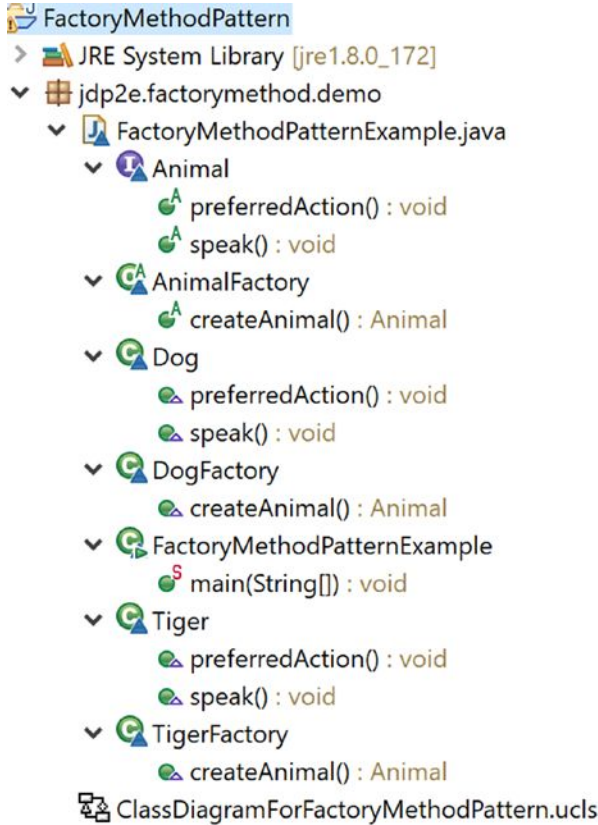 FactoryMethodPattern
JRE System Library [jre1.8.0_172]
jdp2e.factorymethod.demo
FactoryMethodPatternExample.java
Animal
preferredAction() : void
speak() : void
AnimalFactory
createAnimal() : Animal
Dog
preferredAction() : void
speak() : void
DogFactory
createAnimal() : Animal
FactoryMethodPatternExample
main(String[]) : void
Tiger
preferredAction() : void
speak() : void
TigerFactory
createAnimal() : Animal
ClassDiagramForFactoryMethodPattern.ucls